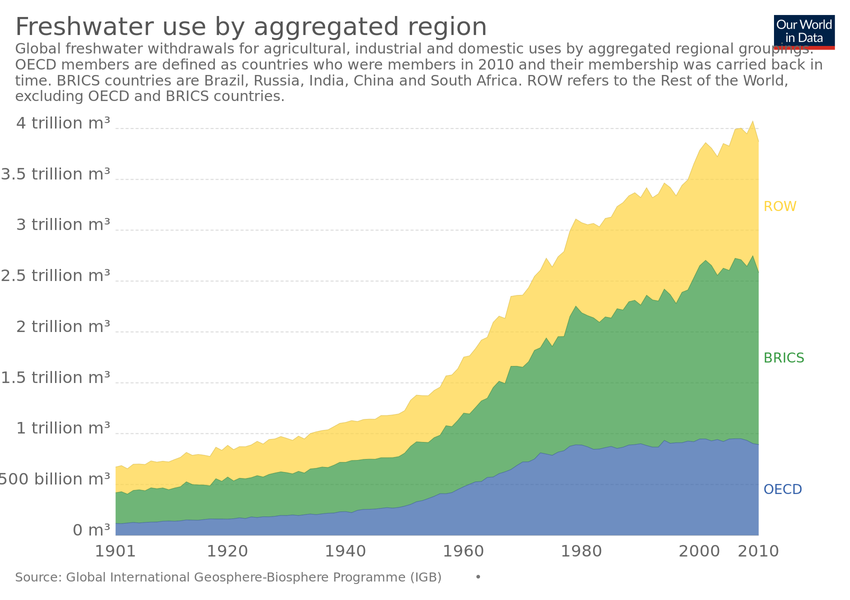 Freshwater use by aggregated region
Our World
in Data
Global freshwater withdrawals for agricultural, industrial and domestic uses by aggregated regional groupings.
OECD members are defined as countries who were members in 2010 and their membership was carried back in
time. BRICS countries are Brazil, Russia, India, China and South Africa. ROW refers to the Rest of the World,
excluding OECD and BRICS countries.
4 trillion m³
3.5 trillion m³
3 trillion m³
2.5 trillion m³
2 trillion m³
1.5 trillion m³
1 trillion m³
500 billion m³
0 m³
ROW
BRICS
OECD
1901 1920 1940 1960 1980 2000 2010
Source: Global International Geosphere-Biosphere Programme (IGB) •